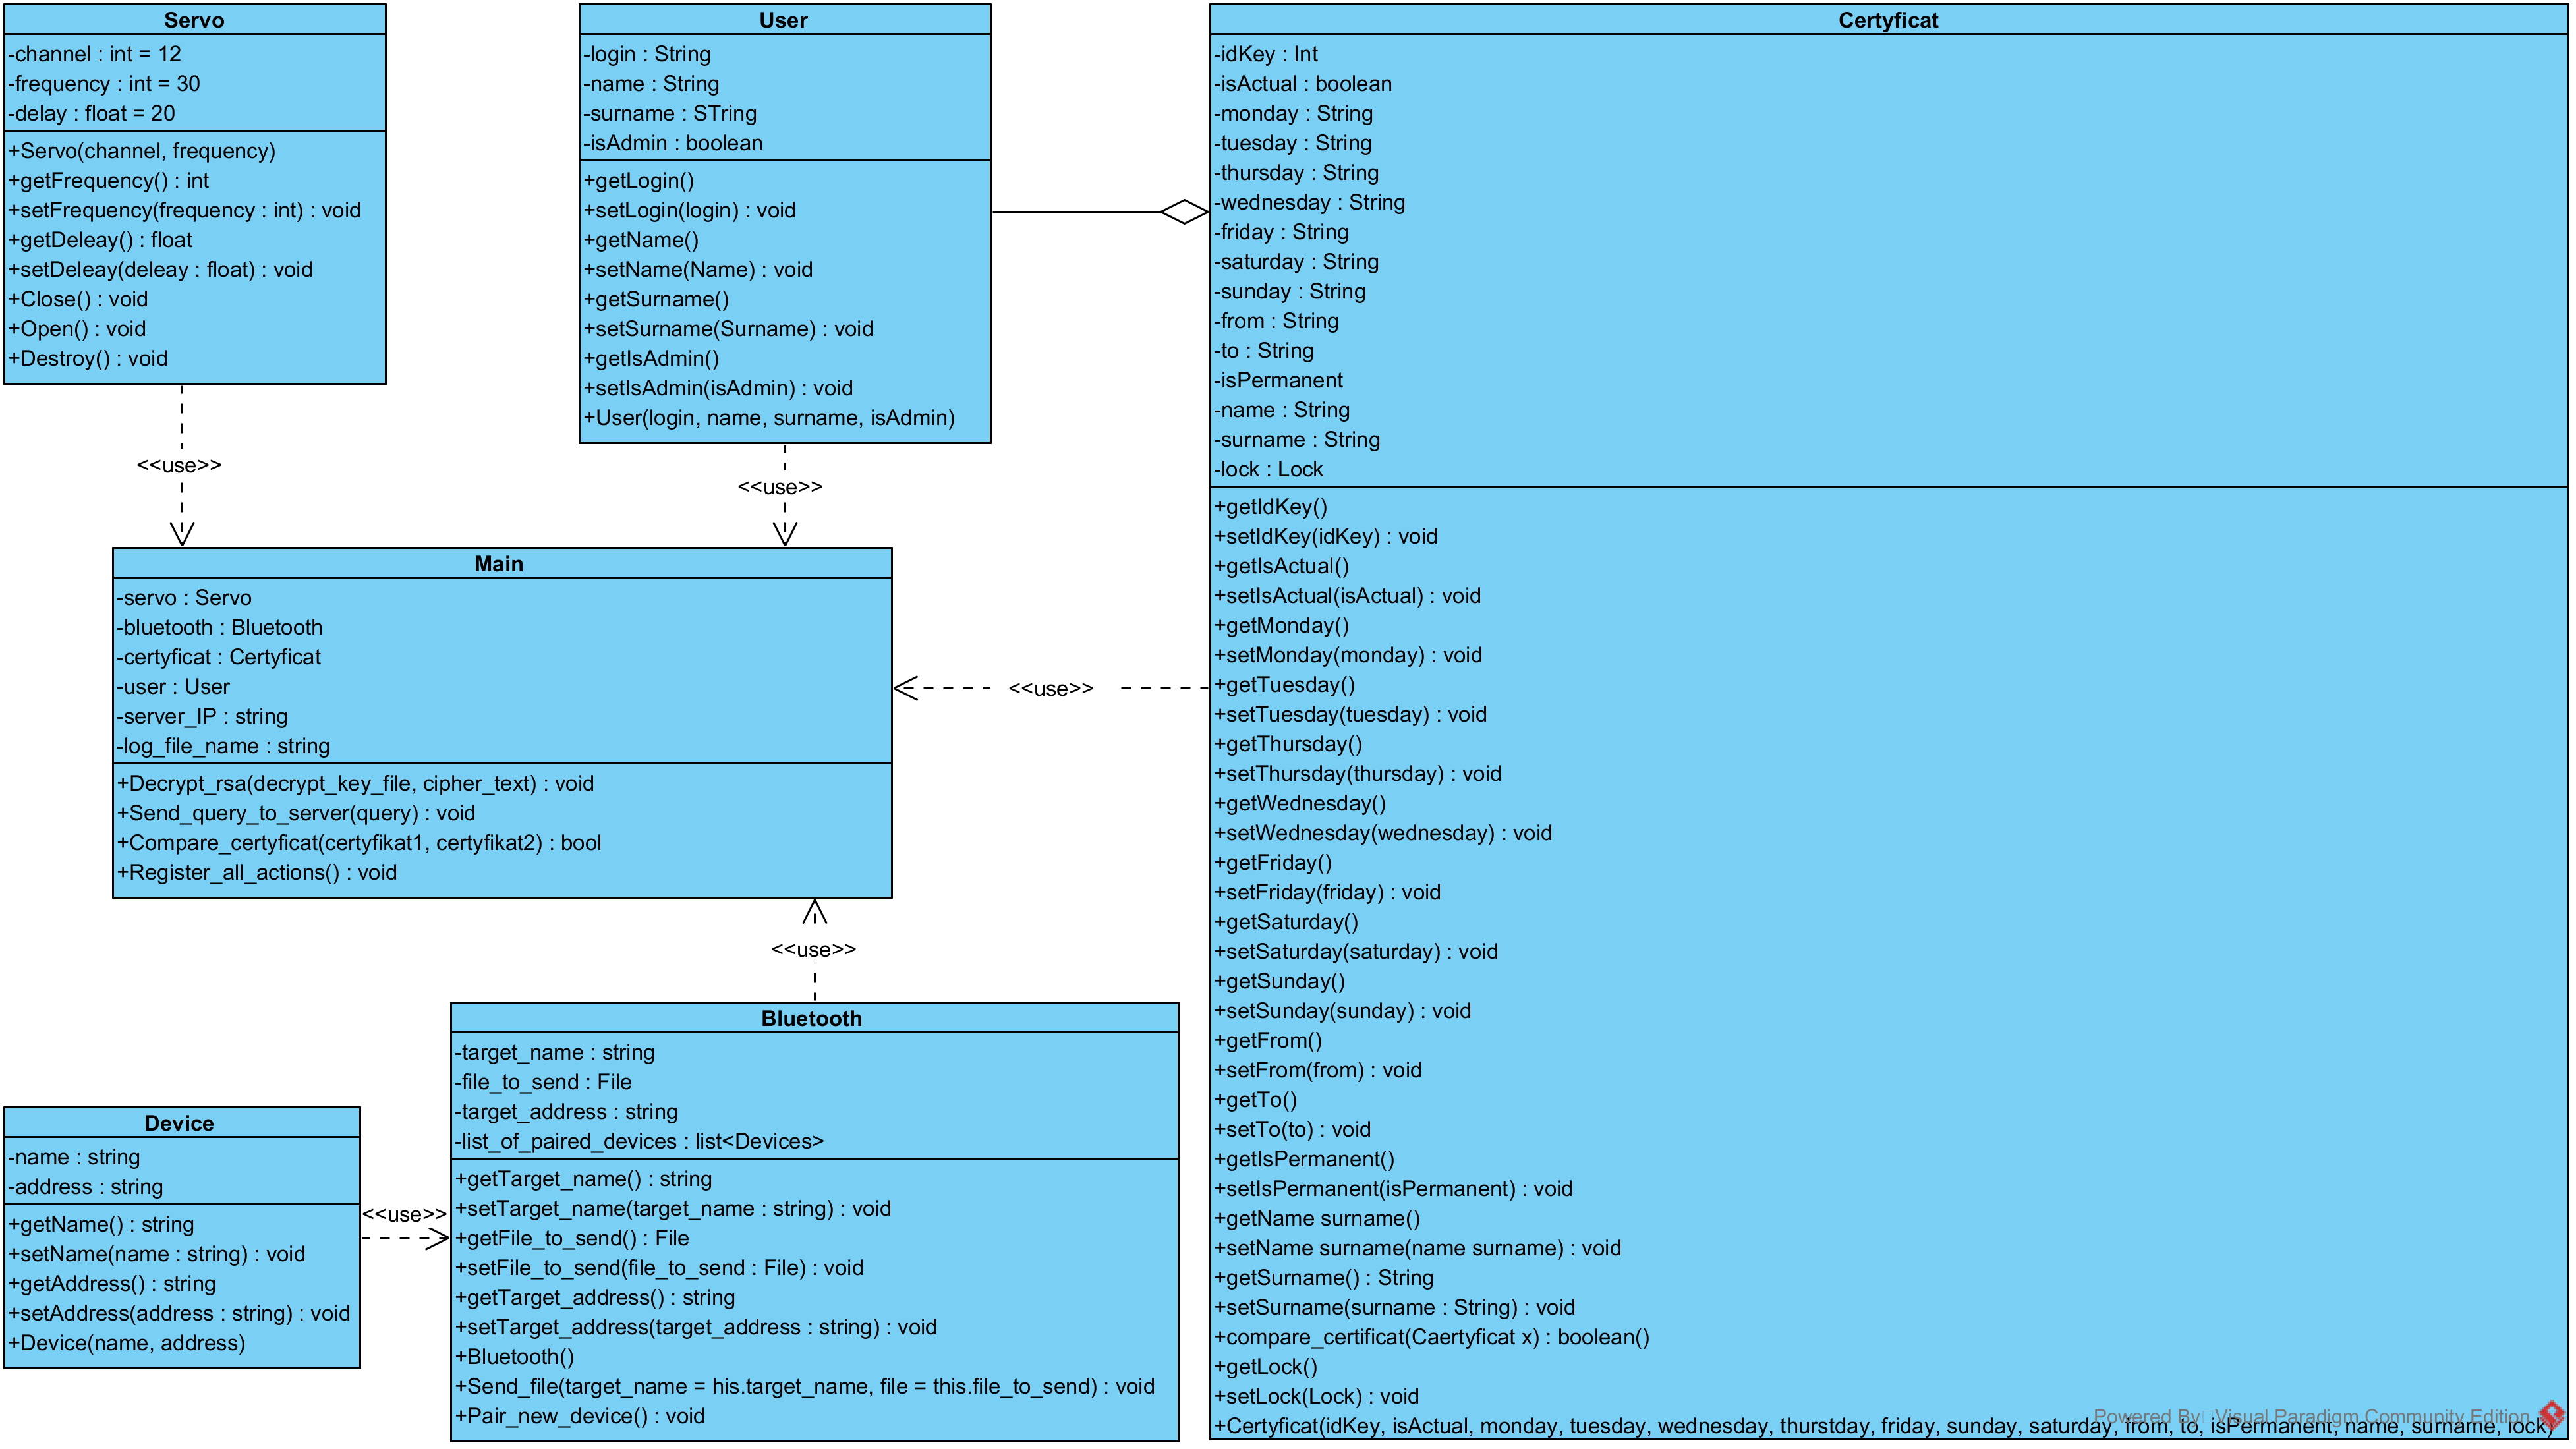 Servo
-channel : int = 12
-frequency : int = 30
-delay : float = 20
+Servo(channel, frequency)
+getFrequency() : int
+setFrequency(frequency : int) : void
+getDeleay() : float
+setDeleay(deleay : float) : void
+Close() : void
+Open() : void
+Destroy() : void
<<use>>
User
-login : String
-name : String
-surname : STring
-isAdmin : boolean
+getLogin()
+setLogin(login) : void
+getName()
+setName(Name) : void
+getSurname()
+setSurname(Surname) : void
+getIsAdmin()
+setIsAdmin(isAdmin) : void
+User(login, name, surname, isAdmin)
<<use>>
Certyficat
-idKey : Int
-isActual : boolean
-monday : String
-tuesday : String
-thursday : String
-wednesday : String
-friday : String
-saturday : String
-sunday : String
-from : String
-to : String
-isPermanent
-name : String
-surname : String
-lock : Lock
+getIdKey()
+setIdKey(idKey) : void
+getIsActual()
+setIsActual(isActual) : void
+getMonday()
+setMonday(monday) : void
+getTuesday()
+setTuesday(tuesday) : void
+getThursday()
+setThursday(thursday) : void
+getWednesday()
+setWednesday(wednesday) : void
+getFriday()
+setFriday(friday) : void
+getSaturday()
+setSaturday(saturday) : void
+getSunday()
+setSunday(sunday) : void
+getFrom()
+setFrom(from) : void
+getTo()
+setTo(to) : void
+getIsPermanent()
+setIsPermanent(isPermanent) : void
+getName surname()
+setName surname(name surname) : void
+getSurname() : String
+setSurname(surname : String) : void
+compare_certificat(Caertyficat x) : boolean()
+getLock()
+setLock(Lock) : void
+Certyficat(idKey, isActual, monday, tuesday, wednesday, thurstday, friday, sunday, saturday, from, to, isPermanent, name, surname, lock)
Powered By Visual Paradigm Community Edition
<<use>>
Main
-servo : Servo
-bluetooth : Bluetooth
-certyficat : Certyficat
-user : User
-server_IP : string
-log_file_name : string
+Decrypt_rsa(decrypt_key_file, cipher_text) : void
+Send_query_to_server(query) : void
+Compare_certyficat(certyfikat1, certyfikat2) : bool
+Register_all_actions() : void
<<use>>
Bluetooth
-target_name : string
-file_to_send : File
-target_address : string
-list_of_paired_devices : list<Devices>
+getTarget_name() : string
+setTarget_name(target_name : string) : void
+getFile_to_send() : File
+setFile_to_send(file_to_send : File) : void
+getTarget_address() : string
+setTarget_address(target_address : string) : void
+Bluetooth()
+Send_file(target_name = his.target_name, file = this.file_to_send) : void
+Pair_new_device() : void
Device
-name : string
-address : string
+getName() : string
+setName(name : string) : void
+getAddress() : string
+setAddress(address : string) : void
+Device(name, address)
<<use>>